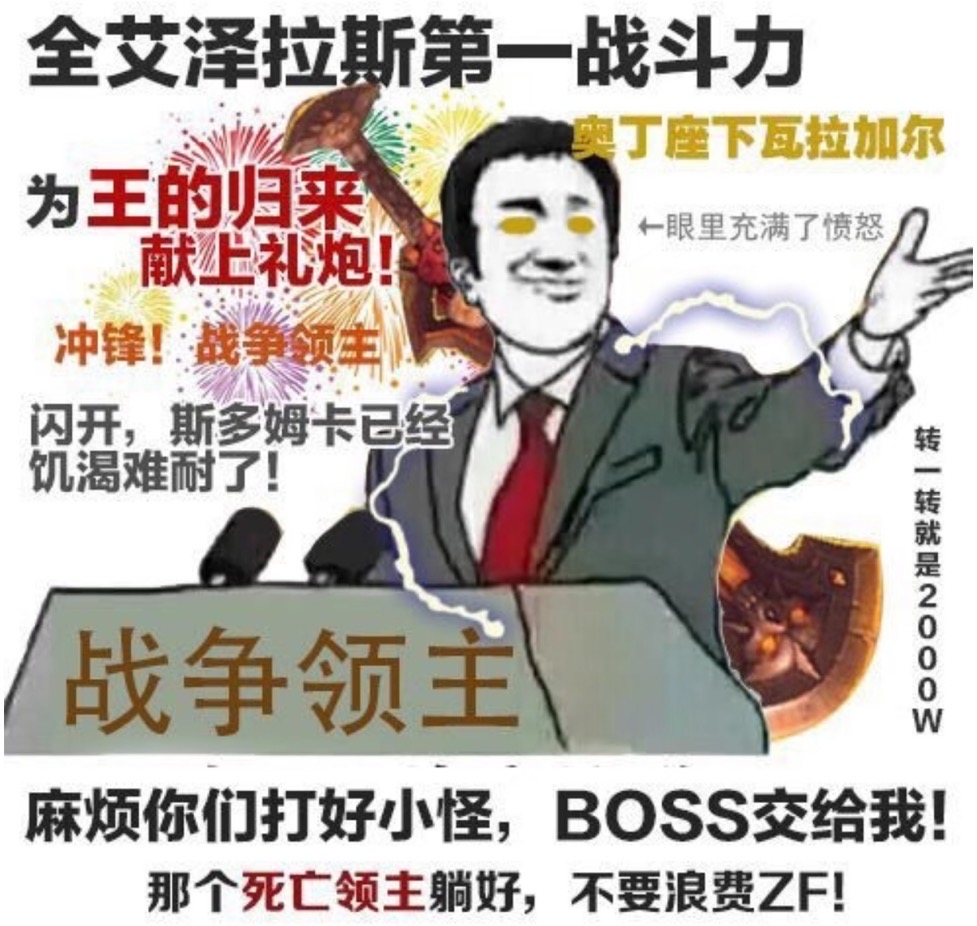 全艾泽拉斯第一战斗力
奥丁座下瓦拉加尔
为王的归来
献上礼炮!
←眼里充满了愤怒
冲锋! 战争领主
闪开, 斯多姆卡已经
饥渴难耐了!
转一转就是2000W
战争领主
麻烦你们打好小怪, BOSS交给我!
那个死亡领主躺好, 不要浪费ZF!